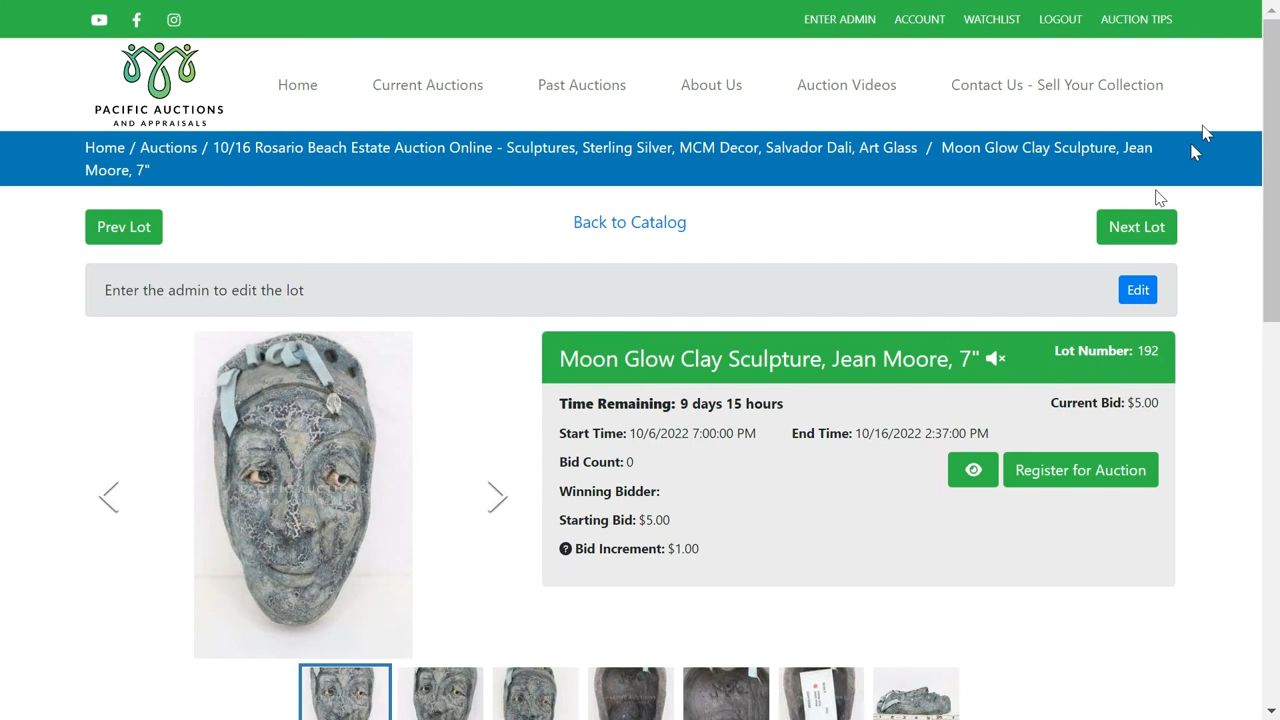 ENTER ADMIN ACCOUNT WATCHLIST LOGOUT AUCTION TIPS
PACIFIC AUCTIONS
AND APPRAISALS
Home Current Auctions Past Auctions About Us Auction Videos Contact Us - Sell Your Collection
Home / Auctions / 10/16 Rosario Beach Estate Auction Online - Sculptures, Sterling Silver, MCM Decor, Salvador Dali, Art Glass / Moon Glow Clay Sculpture, Jean
Moore, 7"
Prev Lot Back to Catalog Next Lot
Enter the admin to edit the lot Edit
Moon Glow Clay Sculpture, Jean Moore, 7" Lot Number: 192
Time Remaining: 9 days 15 hours Current Bid: $5.00
Start Time: 10/6/2022 7:00:00 PM End Time: 10/16/2022 2:37:00 PM
Bid Count: 0
Register for Auction
Winning Bidder:
Starting Bid: $5.00
Bid Increment: $1.00
PACIFIC AUCTIONS